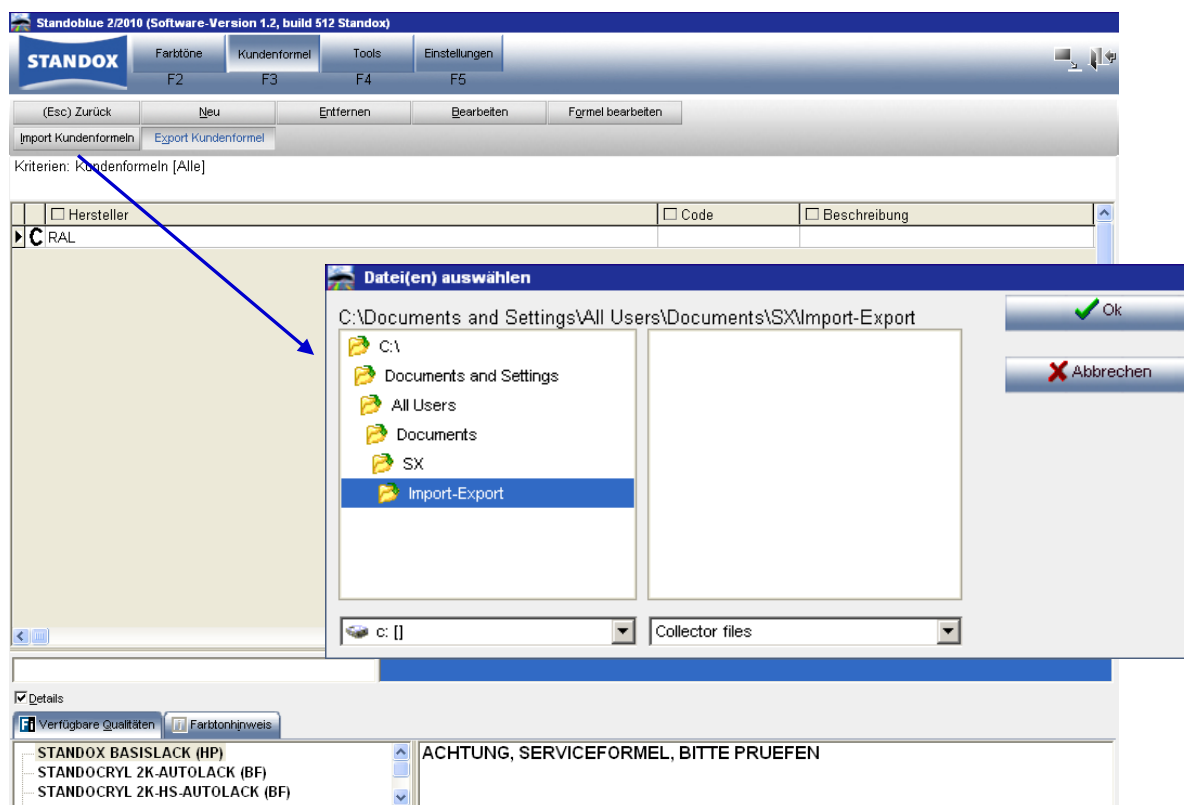 Standoblue 2/2010 (Software-Version 1.2, build 512 Standox)
STANDOX
Farbtöne Kundenformel Tools Einstellungen
F2 F3 F4 F5
(Esc) Zurück Neu Entfernen Bearbeiten Formel bearbeiten
Import Kundenformeln Export Kundenformel
Kriterien: Kundenformeln [Alle]
Hersteller Code Beschreibung
C RAL
Datei(en) auswählen
C:\Documents and Settings\All Users\Documents\SX\Import-Export
Ok
Abbrechen
C:\
Documents and Settings
All Users
Documents
SX
Import-Export
c: [] Collector files
Details
Verfügbare Qualitäten Farbtonhinweis
STANDOX BASISLACK (HP)
STANDOCRYL 2K-AUTOLACK (BF)
STANDOCRYL 2K-HS-AUTOLACK (BF)
ACHTUNG, SERVICEFORMEL, BITTE PRUEFEN